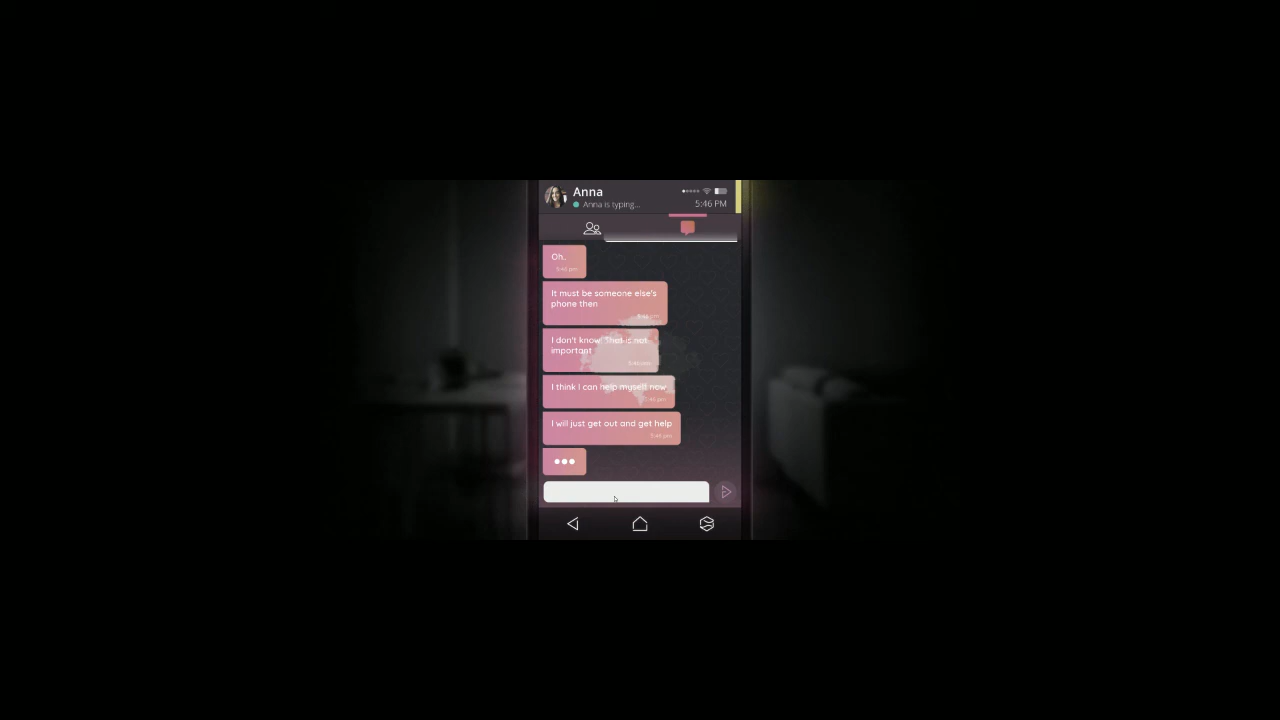 Anna
Anna is typing...
5:46 PM
Oh.
It must be someone else's
phone then
I don't know! That is not
important
I think I can help myself now
I will just get out and get help